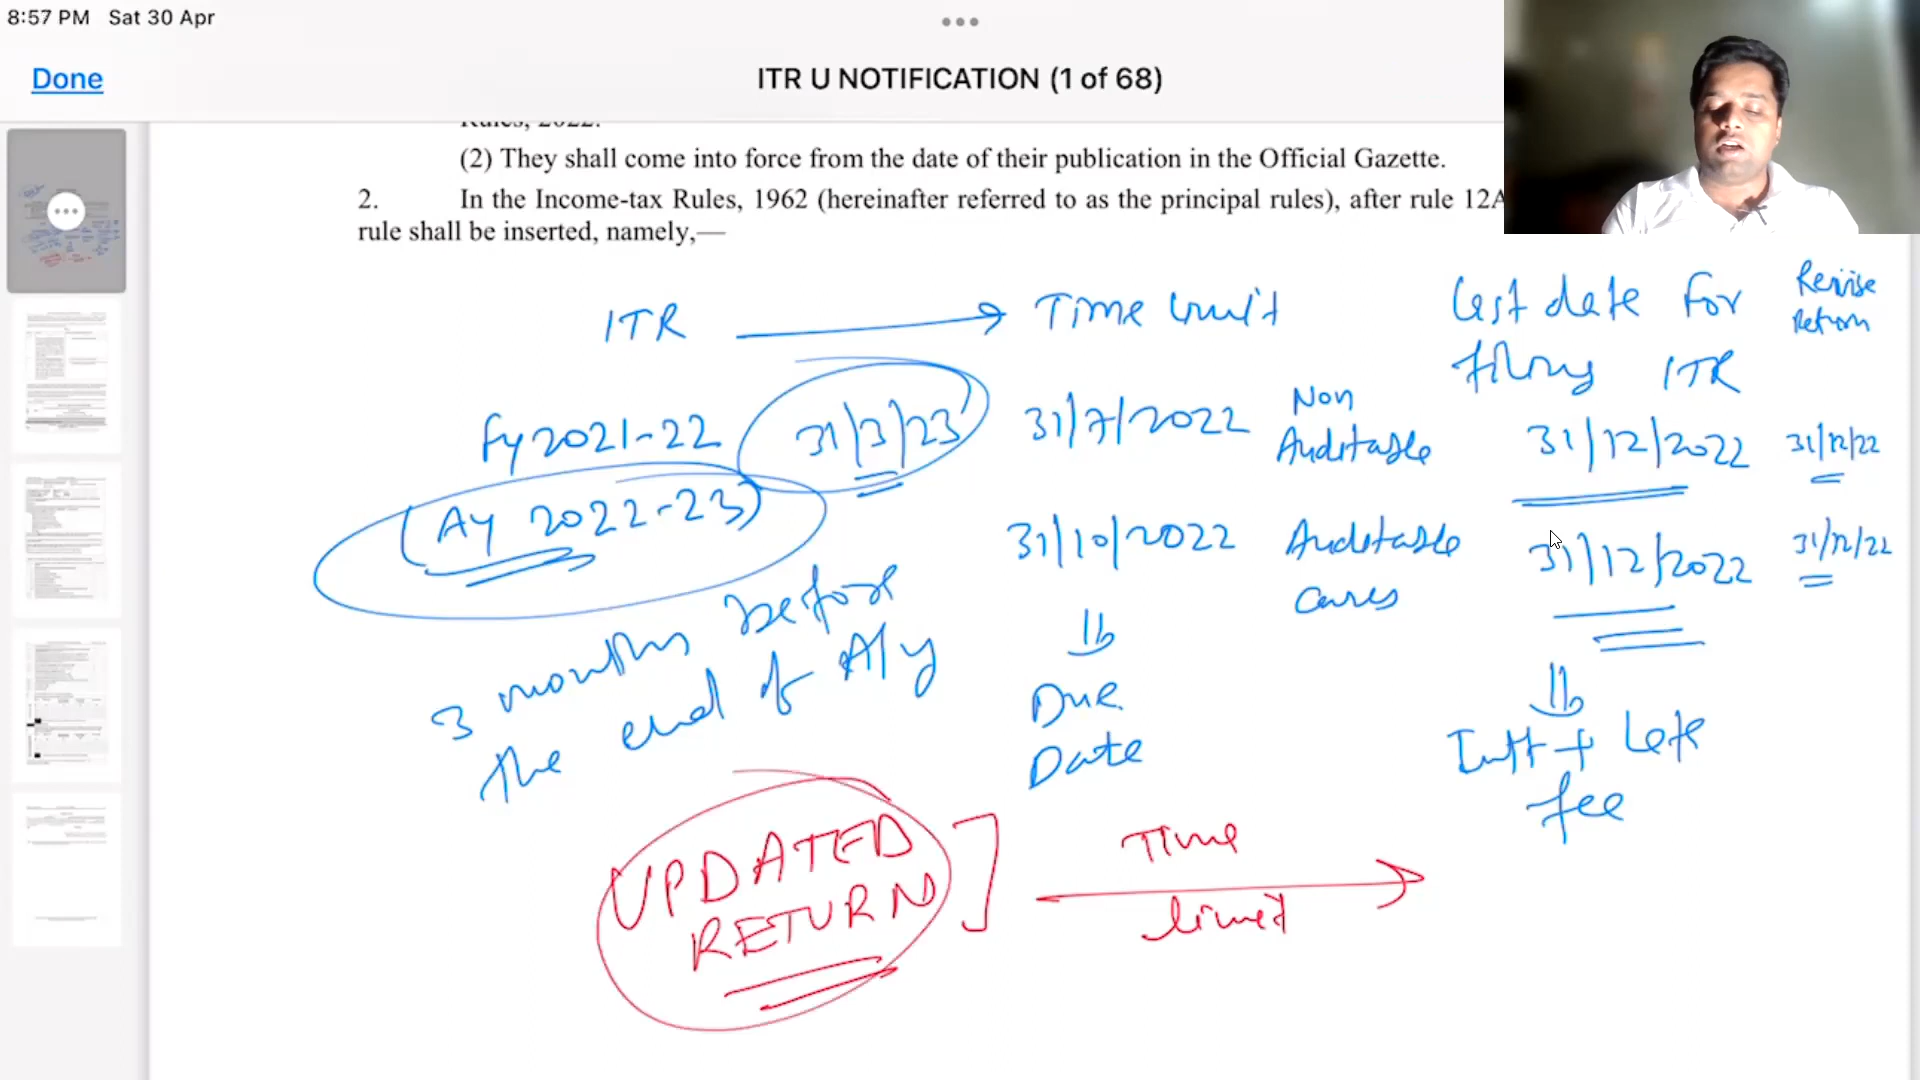 8:57 PM Sat 30 Apr
Done
ITR U NOTIFICATION (1 of 68)
Rules, 2022.
(2) They shall come into force from the date of their publication in the Official Gazette.
2. In the Income-tax Rules, 1962 (hereinafter referred to as the principal rules), after rule 12A
rule shall be inserted, namely,—
ITR → Time limit
Last date for
filing ITR
Revise
Return
FY 2021-22
31/3/23
31/7/2022
Non
Auditable
31/12/2022
31/12/22
(AY 2022-23)
31/10/2022
Auditable
Cases
31/12/2022
31/12/22
3 months before
the end of A/y
Due
Date
Intt + Late
fee
UPDATED
RETURN
Time
limit